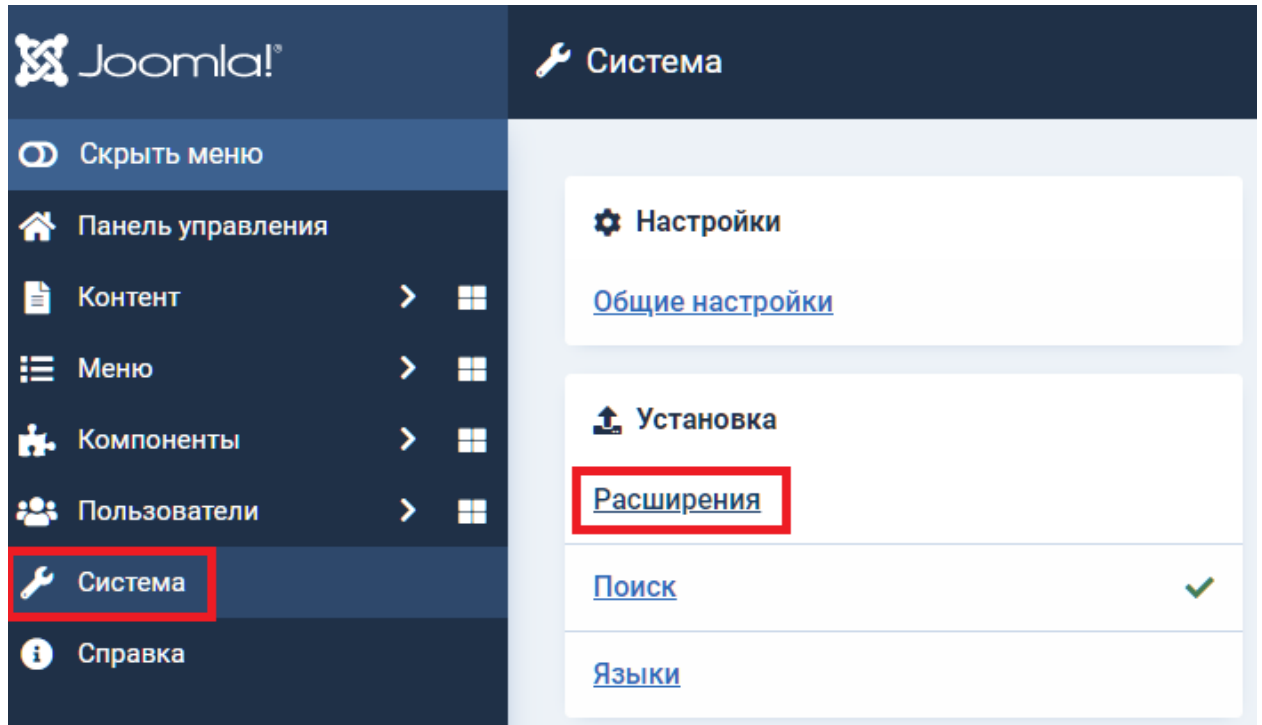 Joomla!®
Скрыть меню
Панель управления
Контент
Меню
Компоненты
Пользователи
Система
Справка
Система
Настройки
Общие настройки
Установка
Расширения
Поиск
Языки